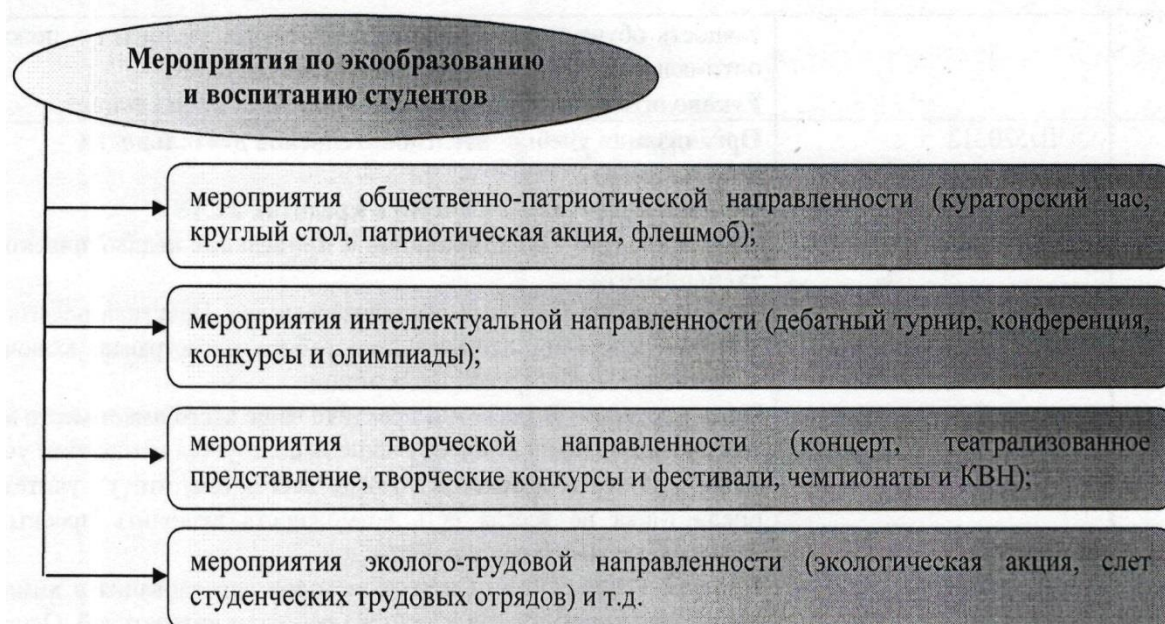 Мероприятия по экообразованию
и воспитанию студентов
мероприятия общественно-патриотической направленности (кураторский час,
круглый стол, патриотическая акция, флешмоб);
мероприятия интеллектуальной направленности (дебатный турнир, конференция,
конкурсы и олимпиады);
мероприятия творческой направленности (концерт, театрализованное
представление, творческие конкурсы и фестивали, чемпионаты и КВН);
мероприятия эколого-трудовой направленности (экологическая акция, слет
студенческих трудовых отрядов) и т.д.